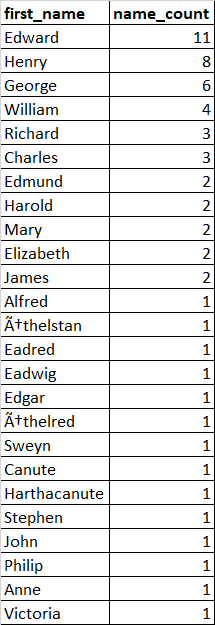 first_name name_count
Edward 11
Henry 8
George 6
William 4
Richard 3
Charles 3
Edmund 2
Harold 2
Mary 2
Elizabeth 2
James 2
Alfred 1
Æthelstan 1
Eadred 1
Eadwig 1
Edgar 1
Æthelred 1
Sweyn 1
Canute 1
Harthacanute 1
Stephen 1
John 1
Philip 1
Anne 1
Victoria 1